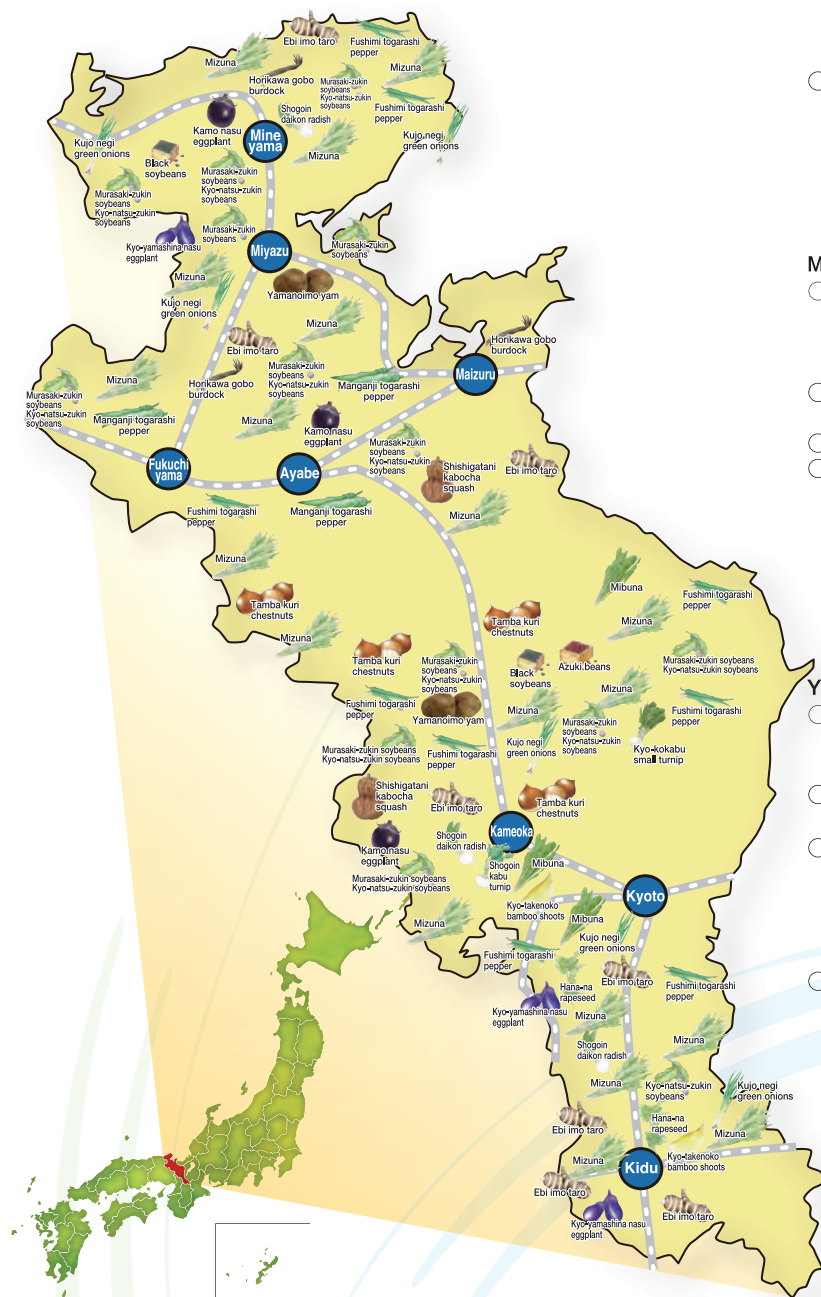 Ebi imo taro
Fushimi togarashi
pepper
Mizuna
Mizuna
Horikawa gobo
burdock
Murasaki-zukin
soybeans
Kyo-natsu-zukin
soybeans
Fushimi togarashi
pepper
Kamo nasu
eggplant
Shogoin
daikon radish
Mine
yama
Kujo negi
green onions
Kujo negi
green onions
Black
soybeans
Mizuna
Murasaki-zukin
soybeans
Kyo-natsu-zukin
soybeans
Murasaki-zukin
soybeans
Kyo-natsu-zukin
soybeans
Murasaki-zukin
soybeans
Kyo-yamashina nasu
eggplant
Miyazu
Murasaki-zukin
soybeans
M
Mizuna
Yamanoimo yam
Kujo negi
green onions
Mizuna
Ebi imo taro
Horikawa gobo
burdock
Murasaki-zukin
soybeans
Kyo-natsu-zukin
soybeans
Maizuru
Mizuna
Horikawa gobo
burdock
Manganji togarashi
pepper
Murasaki-zukin
soybeans
Kyo-natsu-zukin
soybeans
Manganji togarashi
pepper
Mizuna
Kamo nasu
eggplant
Murasaki-zukin
soybeans
Kyo-natsu-zukin
soybeans
Fukuchi
yama
Ayabe
Shishigatani
kabocha
squash
Ebi imo taro
Fushimi togarashi
pepper
Manganji togarashi
pepper
Mizuna
Mizuna
Mibuna
Fushimi togarashi
pepper
Tamba kuri
chestnuts
Tamba kuri
chestnuts
Mizuna
Mizuna
Tamba kuri
chestnuts
Murasaki-zukin
soybeans
Kyo-natsu-zukin
soybeans
Black
soybeans
Azuki beans
Murasaki-zukin soybeans
Kyo-natsu-zukin soybeans
Y
Fushimi togarashi
pepper
Yamanoimo yam
Mizuna
Mizuna
Murasaki-zukin
soybeans
Kyo-natsu-zukin
soybeans
Fushimi togarashi
pepper
Murasaki-zukin soybeans
Kyo-natsu-zukin soybeans
Fushimi togarashi
pepper
Kujo negi
green onions
Kyo-kokabu
small turnip
Shishigatani
kabocha
squash
Ebi imo taro
Tamba kuri
chestnuts
Kameoka
Kamo nasu
eggplant
Shogoin
daikon radish
Shogoin
kabu
turnip
Mibuna
Murasaki-zukin soybeans
Kyo-natsu-zukin soybeans
Kyo-takenoko
bamboo shoots
Kyoto
Mizuna
Mibuna
Kujo negi
green onions
Fushimi togarashi
pepper
Ebi imo taro
Fushimi togarashi
pepper
Hana-na
rapeseed
Kyo-yamashina nasu
eggplant
Mizuna
Shogoin
daikon radish
Mizuna
Mizuna
Kyo-natsu-zukin
soybeans
Kujo negi
green onions
Hana-na
rapeseed
Ebi imo taro
Mizuna
Mizuna
Kidu
Kyo-takenoko
bamboo shoots
Ebi imo taro
Kyo-yamashina nasu
eggplant
Ebi imo taro